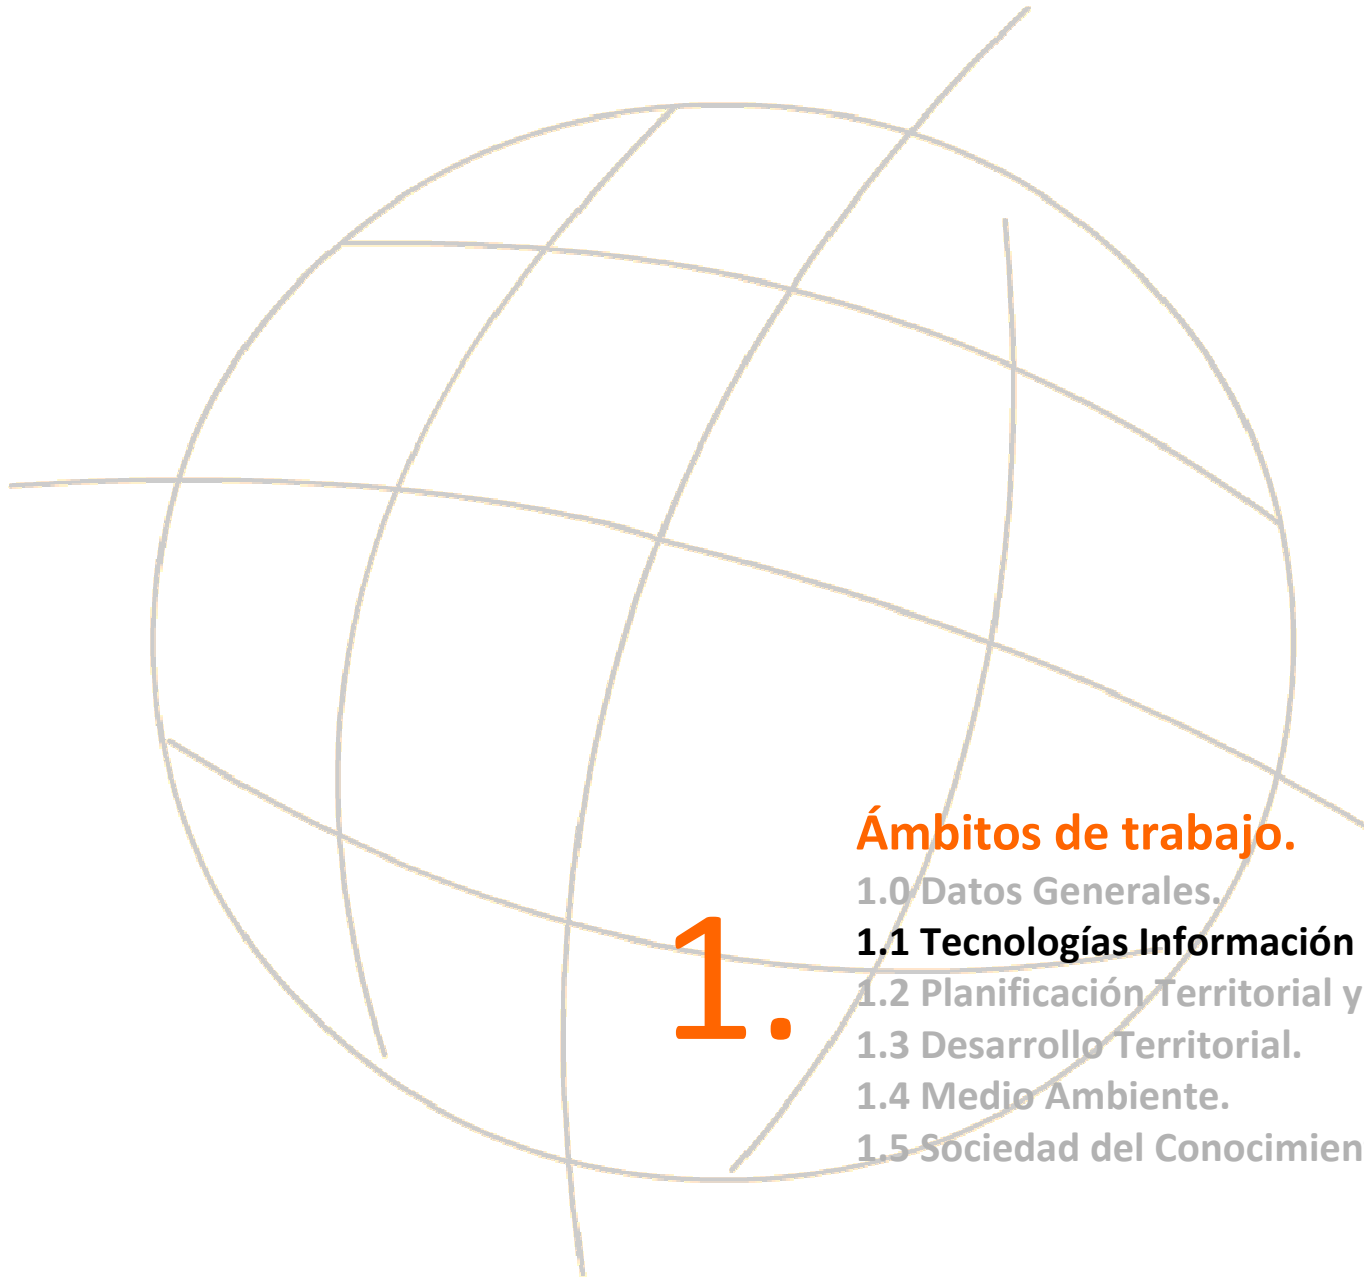 Ámbitos de trabajo.
1.
1.0 Datos Generales.
1.1 Tecnologías Información
1.2 Planificación Territorial y
1.3 Desarrollo Territorial.
1.4 Medio Ambiente.
1.5 Sociedad del Conocimien